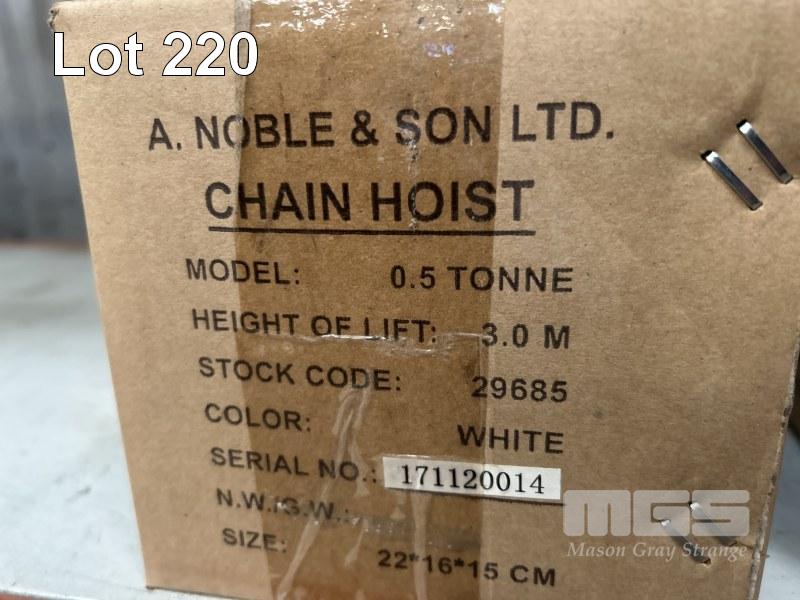 Lot 220
A. NOBLE & SON LTD.
CHAIN HOIST
MODEL: 0.5 TONNE
HEIGHT OF LIFT: 3.0 M
STOCK CODE: 29685
COLOR: WHITE
SERIAL NO.: 171120014
N.W./G.W.:
SIZE: 22*16*15 CM
MGS
Mason Gray Strange